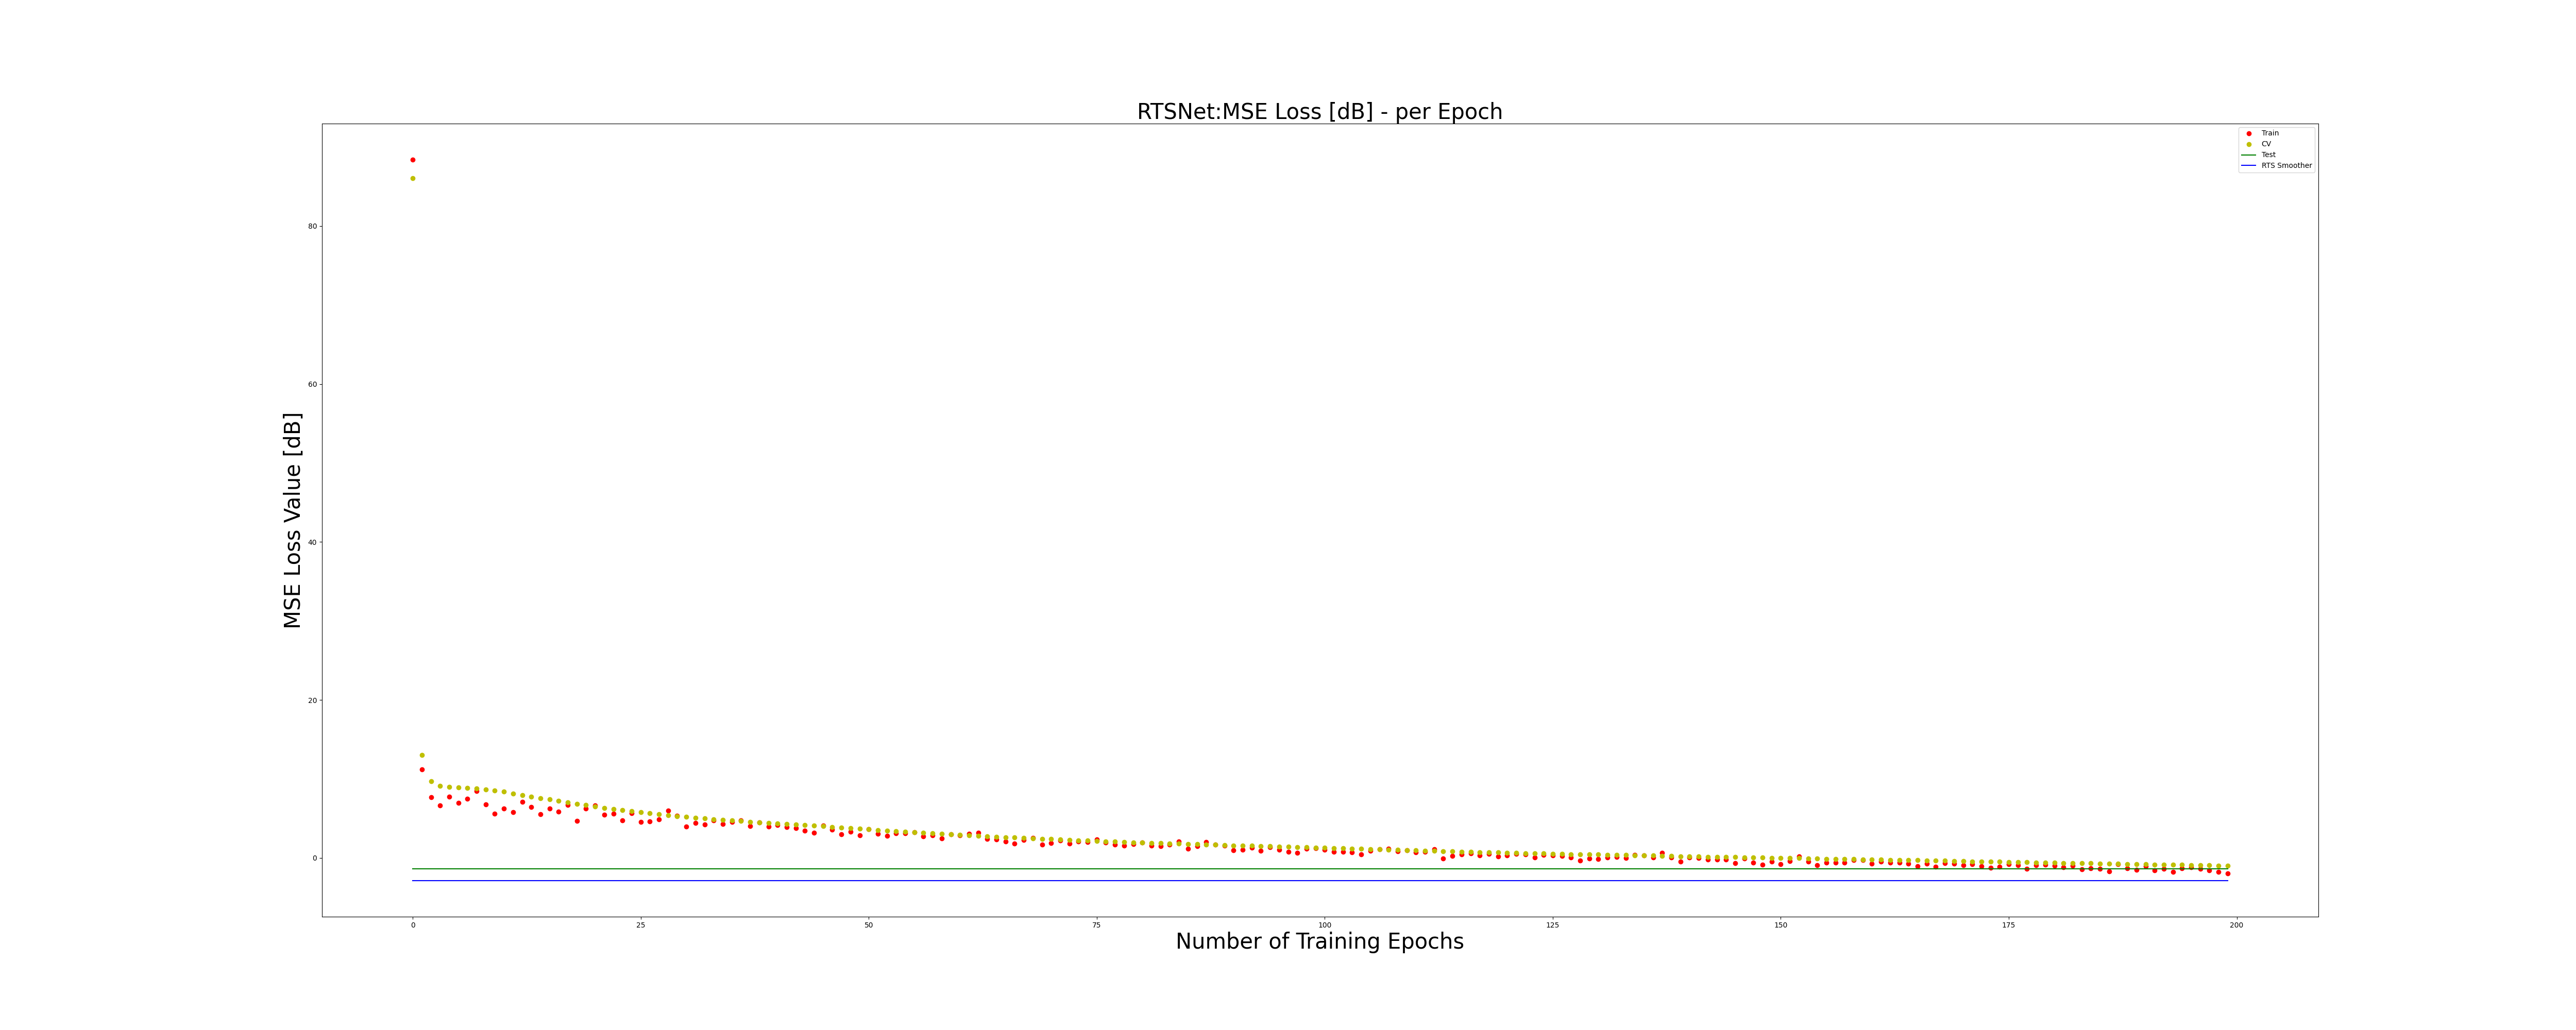 RTSNet:MSE Loss [dB] - per Epoch
Train
CV
Test
RTS Smoother
MSE Loss Value [dB]
80
60
40
20
0
0 25 50 75 100 125 150 175 200
Number of Training Epochs